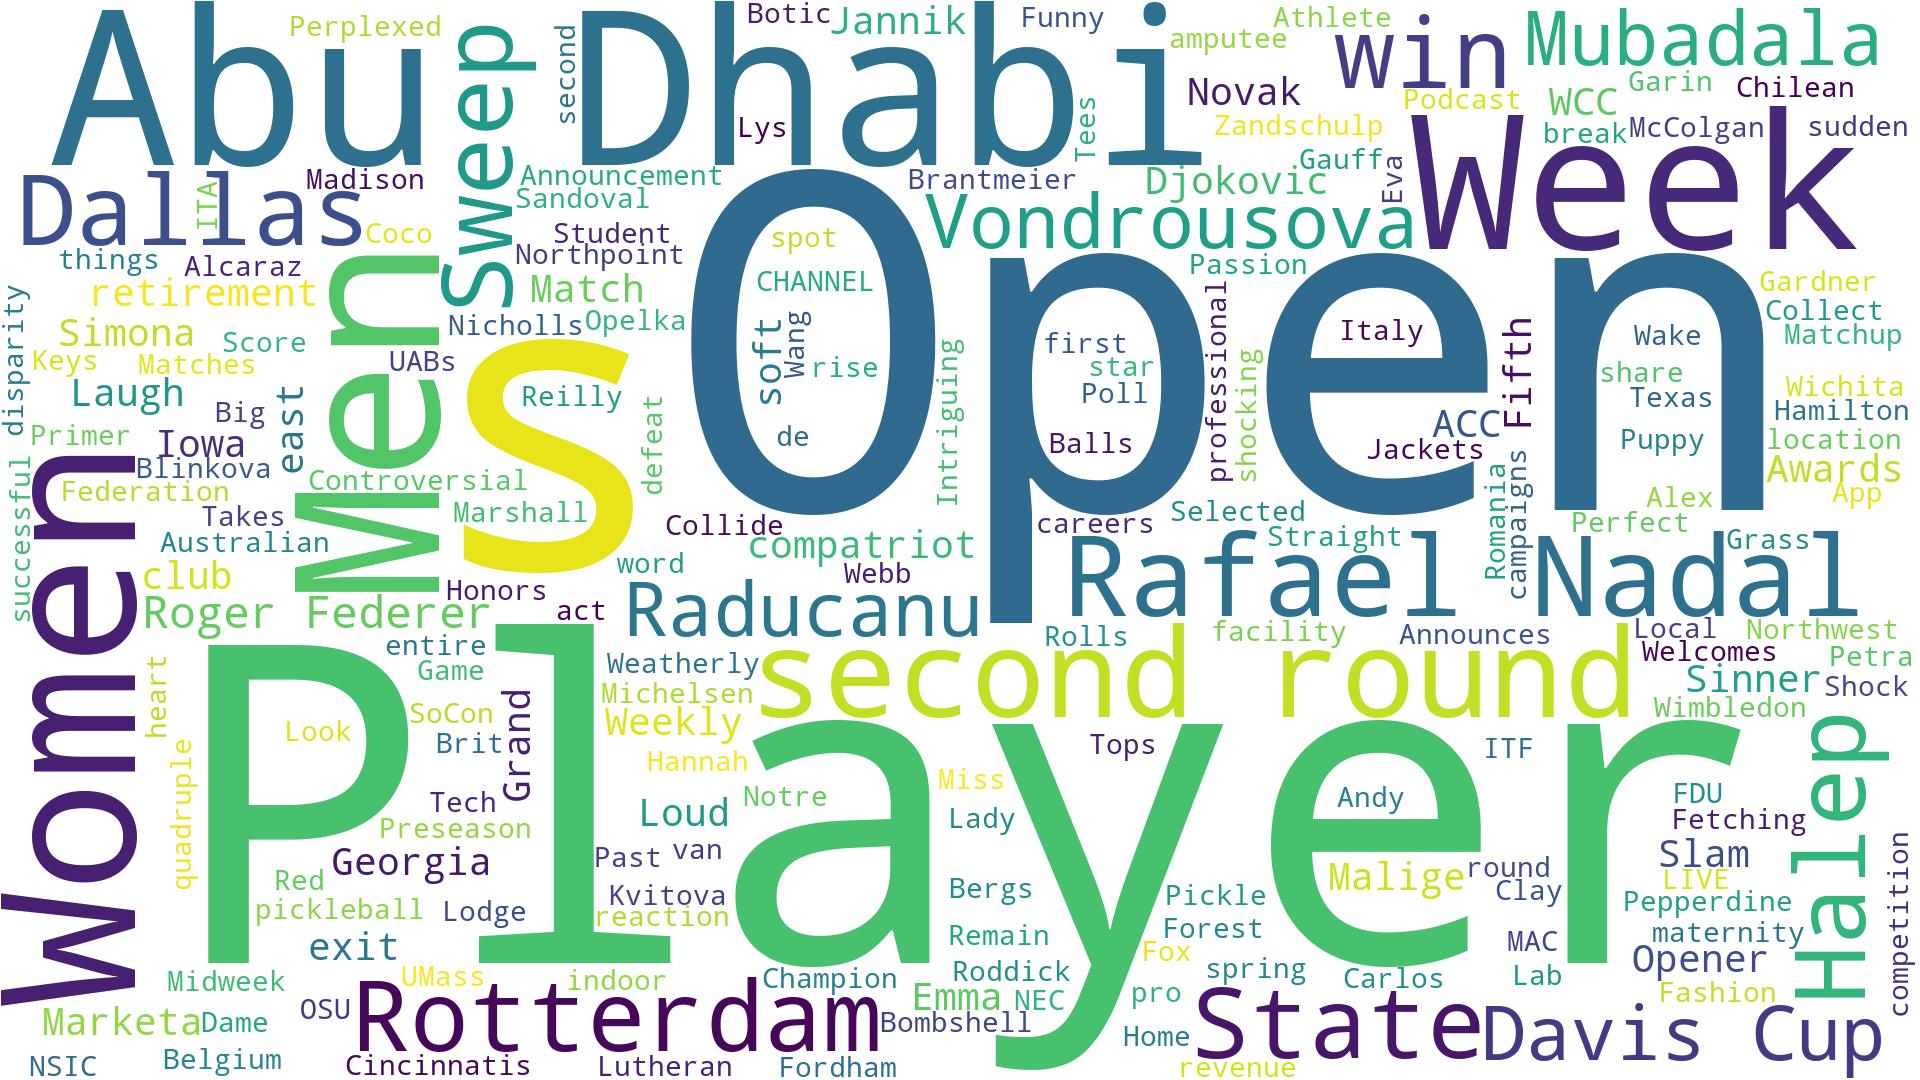 Abu Dhabi
Open
Player
s
Week
Women
Men
Sweep
Dallas
Mubadala
win
Vondrousova
Rafael Nadal
second round
Raducanu
Roger Federer
Rotterdam
State
Davis Cup
Halep
Perplexed
second
Botic
Jannik
Funny
Athlete
amputee
Novak
Podcast
WCC
Garin
Chilean
Lys
Tees
Zandschulp
break
McColgan
sudden
Gauff
Eva
ITA
Madison
Announcement
Sandoval
Brantmeier
Djokovic
Coco
Student
Northpoint
spot
things
Alcaraz
CHANNEL
Passion
Gardner
retirement
Match
Collect
disparity
Simona
Score
Nicholls
Opelka
soft
Wang
first
professional
Italy
Fifth
Wake
Matchup
Keys
Matches
UABs
rise
star
shocking
share
Laugh
Big
east
Reilly
defeat
Intriguing
Poll
Texas
Wichita
Hamilton
Primer
Iowa
de
Balls
ACC
Jackets
Puppy
location
Blinkova
successful
Federation
Controversial
Romania
campaigns
Awards
Alex
App
Takes
Marshall
Collide
careers
Selected
Perfect
Australian
compatriot
Straight
Grass
club
word
Webb
Honors
act
entire
Rolls
facility
Announces
Local
Northwest
Welcomes
Petra
heart
Game
Weatherly
Sinner
Shock
Michelsen
Wimbledon
SoCon
Grand
Weekly
Look
Brit
Tops
ITF
quadruple
Hannah
Miss
Tech
Loud
Notre
Andy
FDU
Preseason
Lady
Fetching
Georgia
Past
van
Slam
competition
Red
Kvitova
Bergs
Malige
round
LIVE
pickleball
Lodge
reaction
Pickle
Clay
Pepperdine
exit
Remain
Forest
MAC
maternity
Fox
Opener
Midweek
UMass
indoor
Champion
Roddick
spring
Carlos
Lab
OSU
Emma
NEC
pro
Fashion
Marketa
Dame
Bombshell
Home
NSIC
Belgium
Cincinnatis
Lutheran
Fordham
revenue